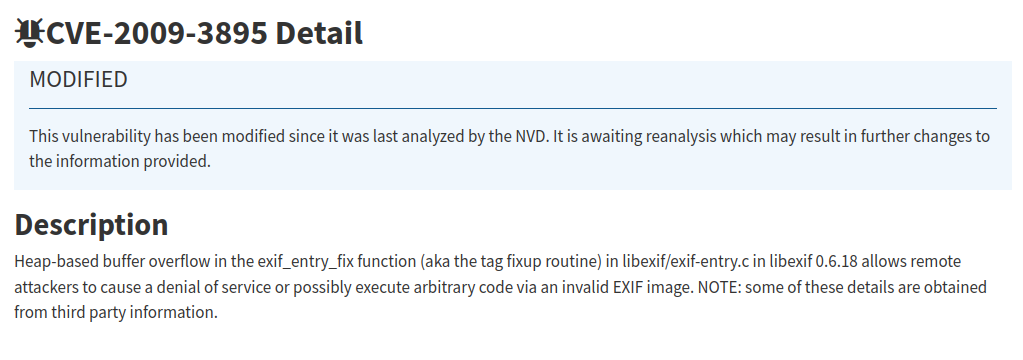 CVE-2009-3895 Detail
MODIFIED
This vulnerability has been modified since it was last analyzed by the NVD. It is awaiting reanalysis which may result in further changes to
the information provided.
Description
Heap-based buffer overflow in the exif_entry_fix function (aka the tag fixup routine) in libexif/exif-entry.c in libexif 0.6.18 allows remote
attackers to cause a denial of service or possibly execute arbitrary code via an invalid EXIF image. NOTE: some of these details are obtained
from third party information.